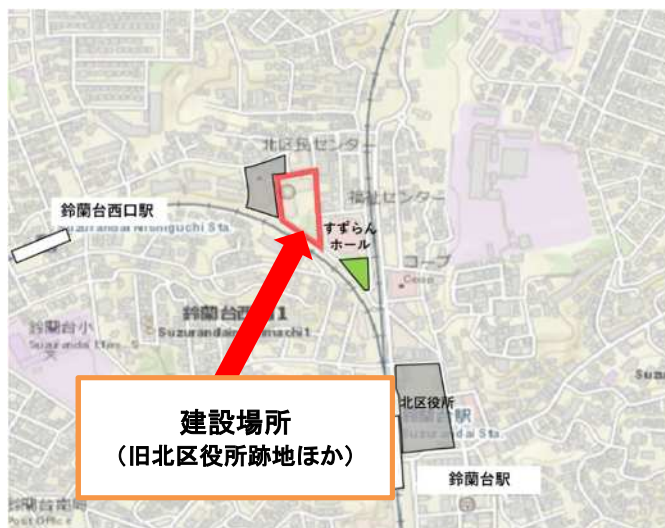 北区民センター
福祉センター
鈴蘭台西口駅
Suzurandai Nishiguchi Sta.
すずらん
ホール
コープ
Coop
鈴蘭台西
1
鈴蘭台小
建設場所
（旧北区役所跡地ほか）
北区役所
鈴蘭台駅